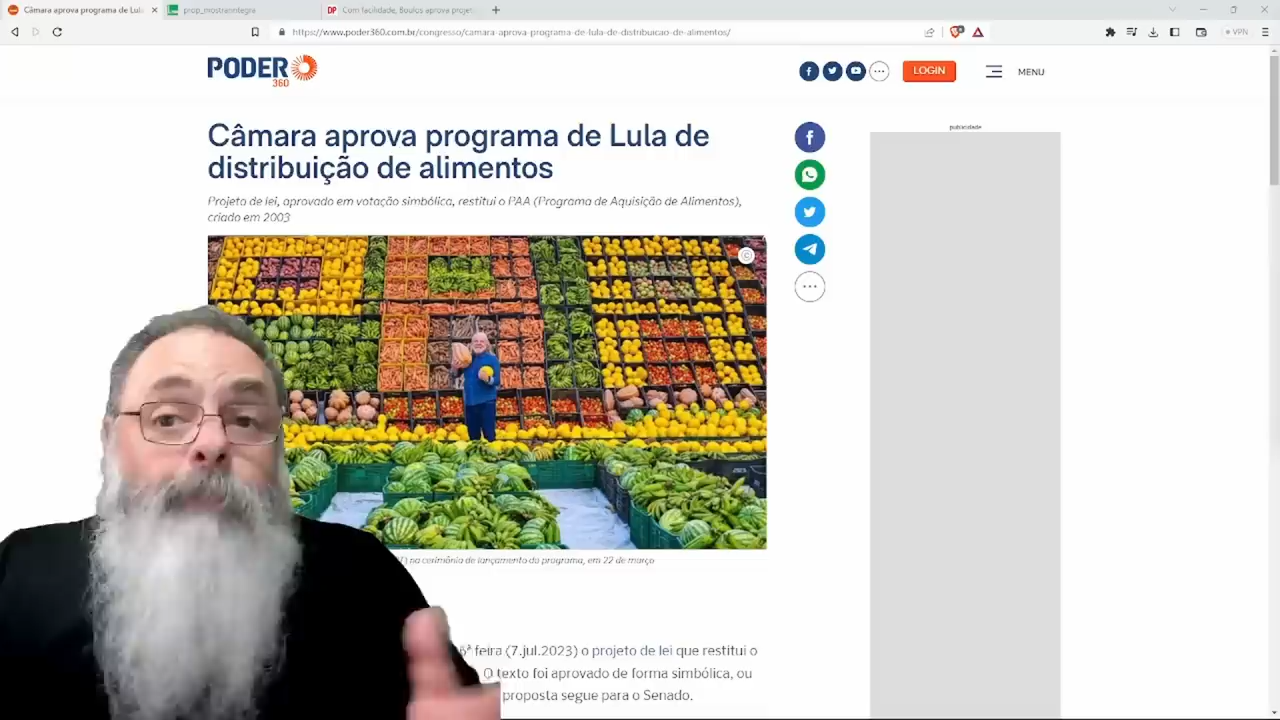 Câmara aprova programa de Lula
prop_mostrarintegra
Com facilidade, Boulos aprova projet
https://www.poder360.com.br/congresso/camara-aprova-programa-de-lula-de-distribuicao-de-alimentos/
VPN
PODER
360
LOGIN
MENU
Câmara aprova programa de Lula de
distribuição de alimentos
Projeto de lei, aprovado em votação simbólica, restitui o PAA (Programa de Aquisição de Alimentos),
criado em 2003
publicidade
na cerimônia de lançamento do programa, em 22 de março
6ª feira (7.jul.2023) o projeto de lei que restitui o
O texto foi aprovado de forma simbólica, ou
proposta segue para o Senado.